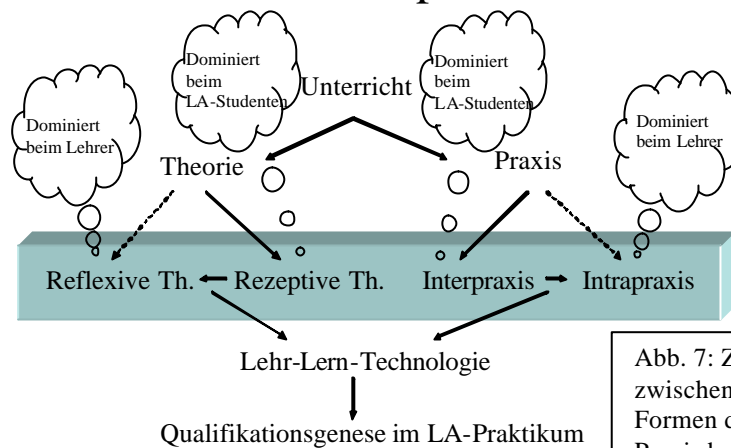 Dominiert
beim
LA-Studenten
Dominiert
beim
LA-Studenten
Unterricht
Dominiert
beim Lehrer
Dominiert
beim Lehrer
Theorie
Praxis
Reflexive Th.
Rezeptive Th.
Interpraxis
Intrapraxis
Lehr-Lern-Technologie
Qualifikationsgenese im LA-Praktikum
Abb. 7: Z
zwischen
Formen d